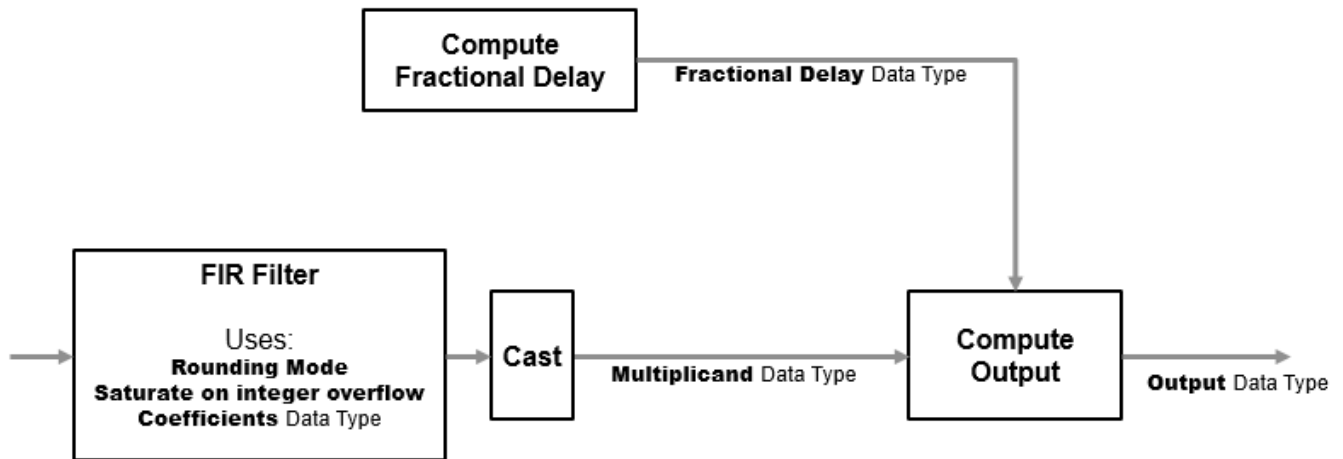 Compute
Fractional Delay
Fractional Delay Data Type
FIR Filter
Uses:
Rounding Mode
Saturate on integer overflow
Coefficients Data Type
Cast
Multiplicand Data Type
Compute
Output
Output Data Type